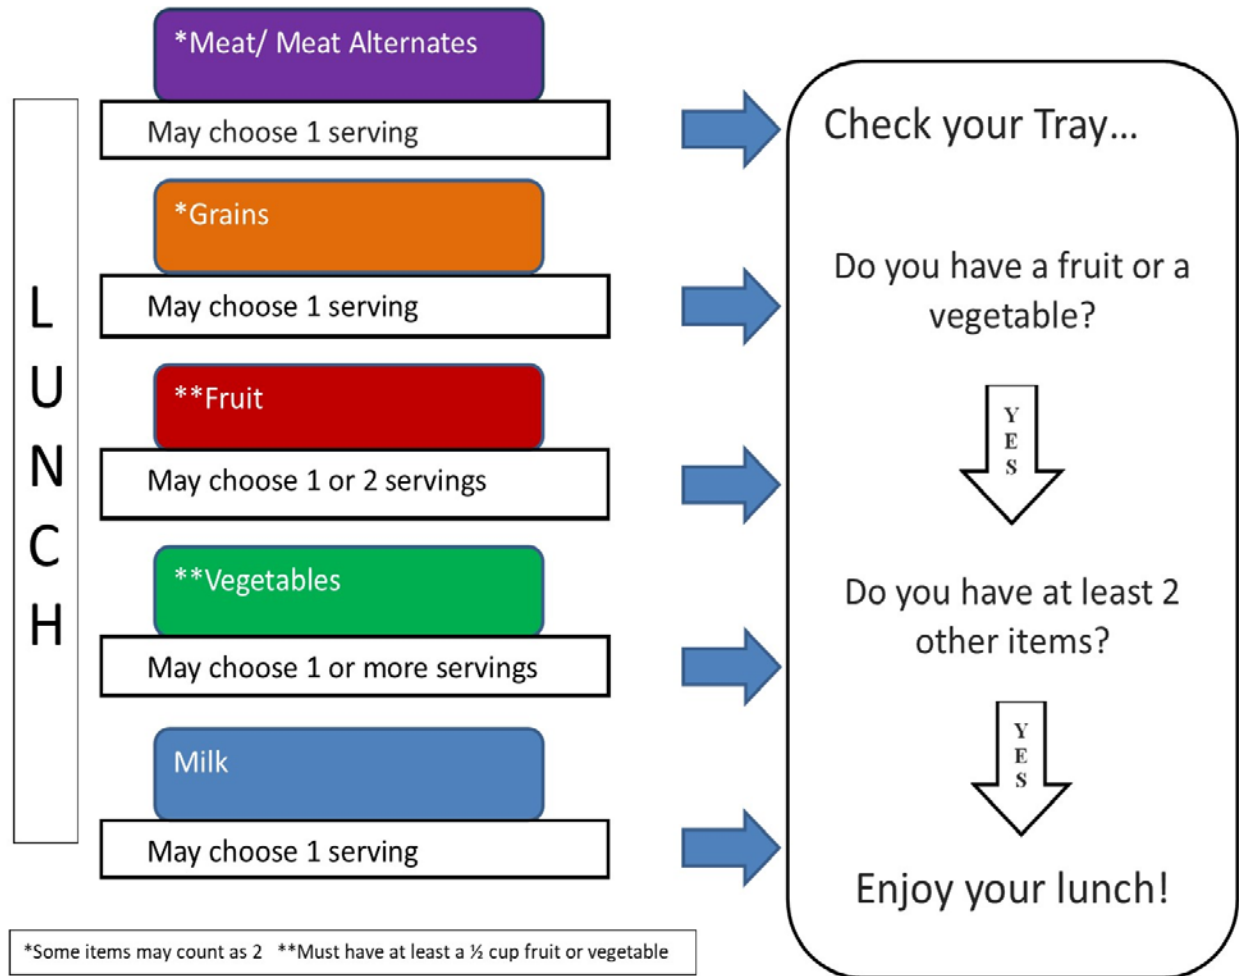 *Meat/ Meat Alternates
May choose 1 serving
*Grains
May choose 1 serving
**Fruit
May choose 1 or 2 servings
**Vegetables
May choose 1 or more servings
Milk
May choose 1 serving
L
U
N
C
H
Check your Tray...
Do you have a fruit or a
vegetable?
Y
E
S
Do you have at least 2
other items?
Y
E
S
Enjoy your lunch!
*Some items may count as 2 **Must have at least a ½ cup fruit or vegetable